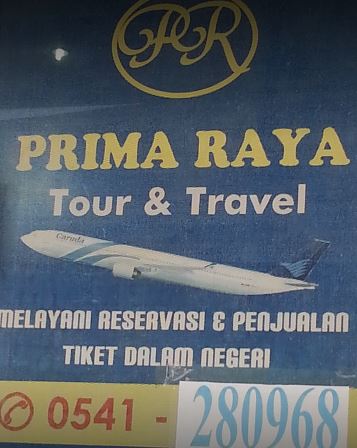 PR
PRIMA RAYA
Tour & Travel
Garuda
MELAYANI RESERVASI & PENJUALAN
TIKET DALAM NEGERI
0541 - 280968